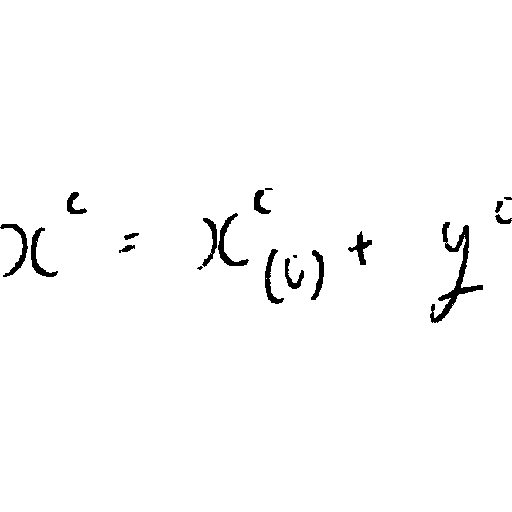 x^c = x^c_(i) + y^i